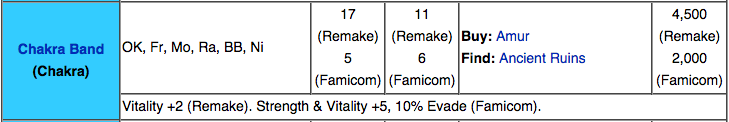 Chakra Band
(Chakra)
OK, Fr, Mo, Ra, BB, Ni
17
(Remake)
5
(Famicom)
11
(Remake)
6
(Famicom)
Buy: Amur
Find: Ancient Ruins
4,500
(Remake)
2,000
(Famicom)
Vitality +2 (Remake). Strength & Vitality +5, 10% Evade (Famicom).